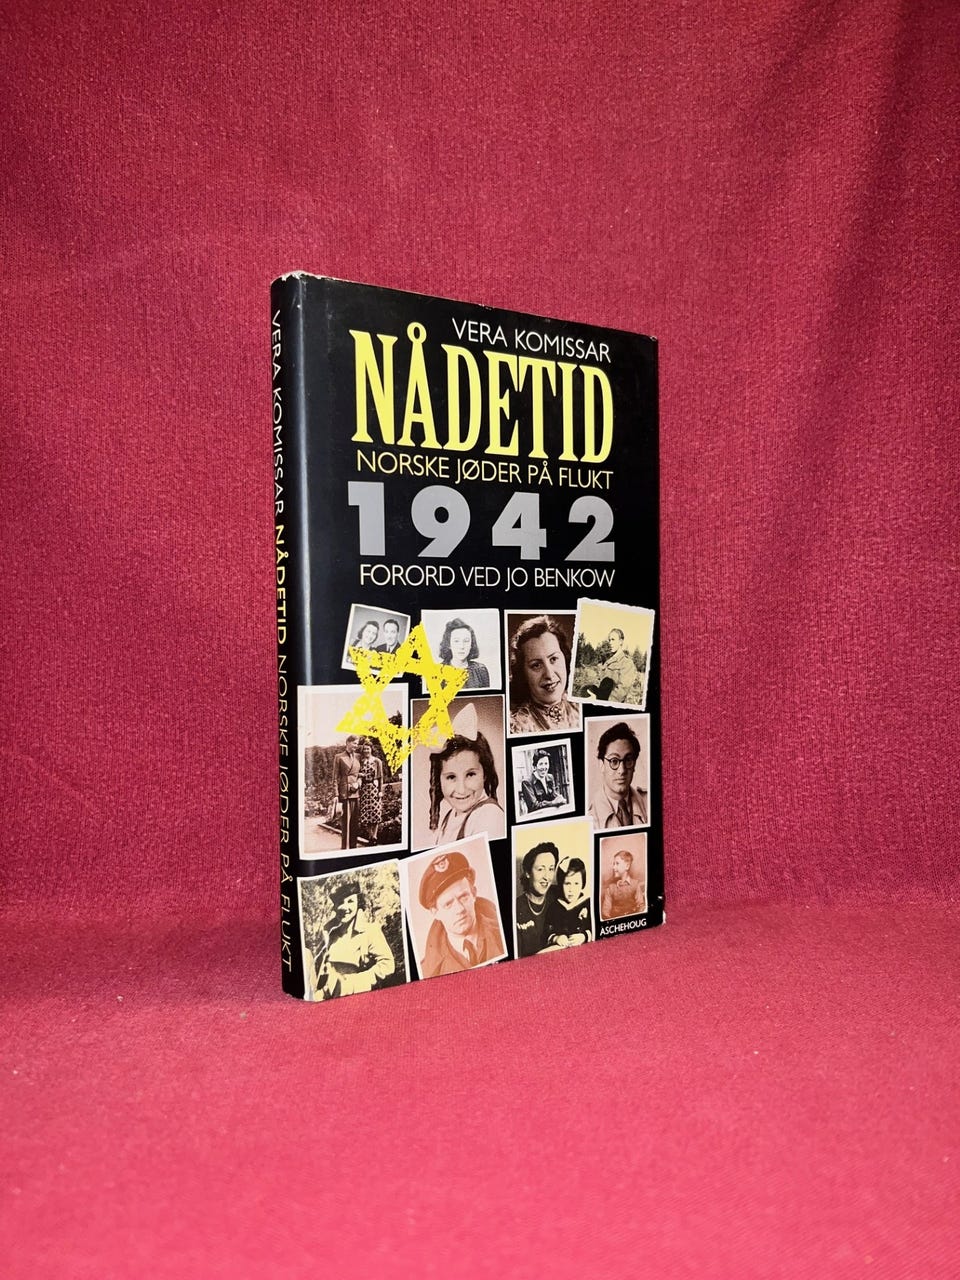 VERA KOMISSAR
NÅDETID
NORSKE JØDER PÅ FLUKT
1942
FORORD VED JO BENKOW
ASCHEHOUG
VERA KOMISSAR NÅDETID NORSKE JØDER PÅ FLUKT